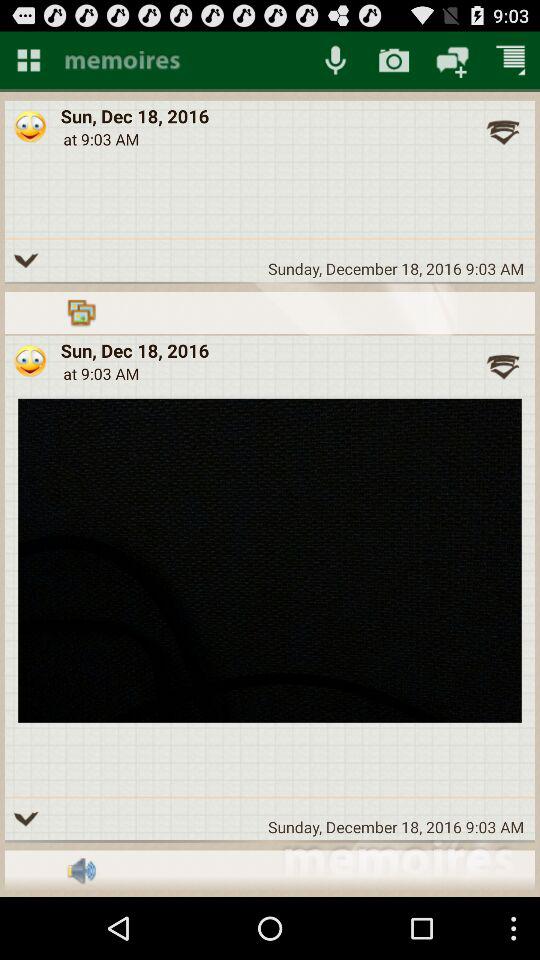 9:03
memoires
Sun, Dec 18, 2016
at 9:03 AM
Sunday, December 18, 2016 9:03 AM
Sun, Dec 18, 2016
at 9:03 AM
Sunday, December 18, 2016 9:03 AM
memoires